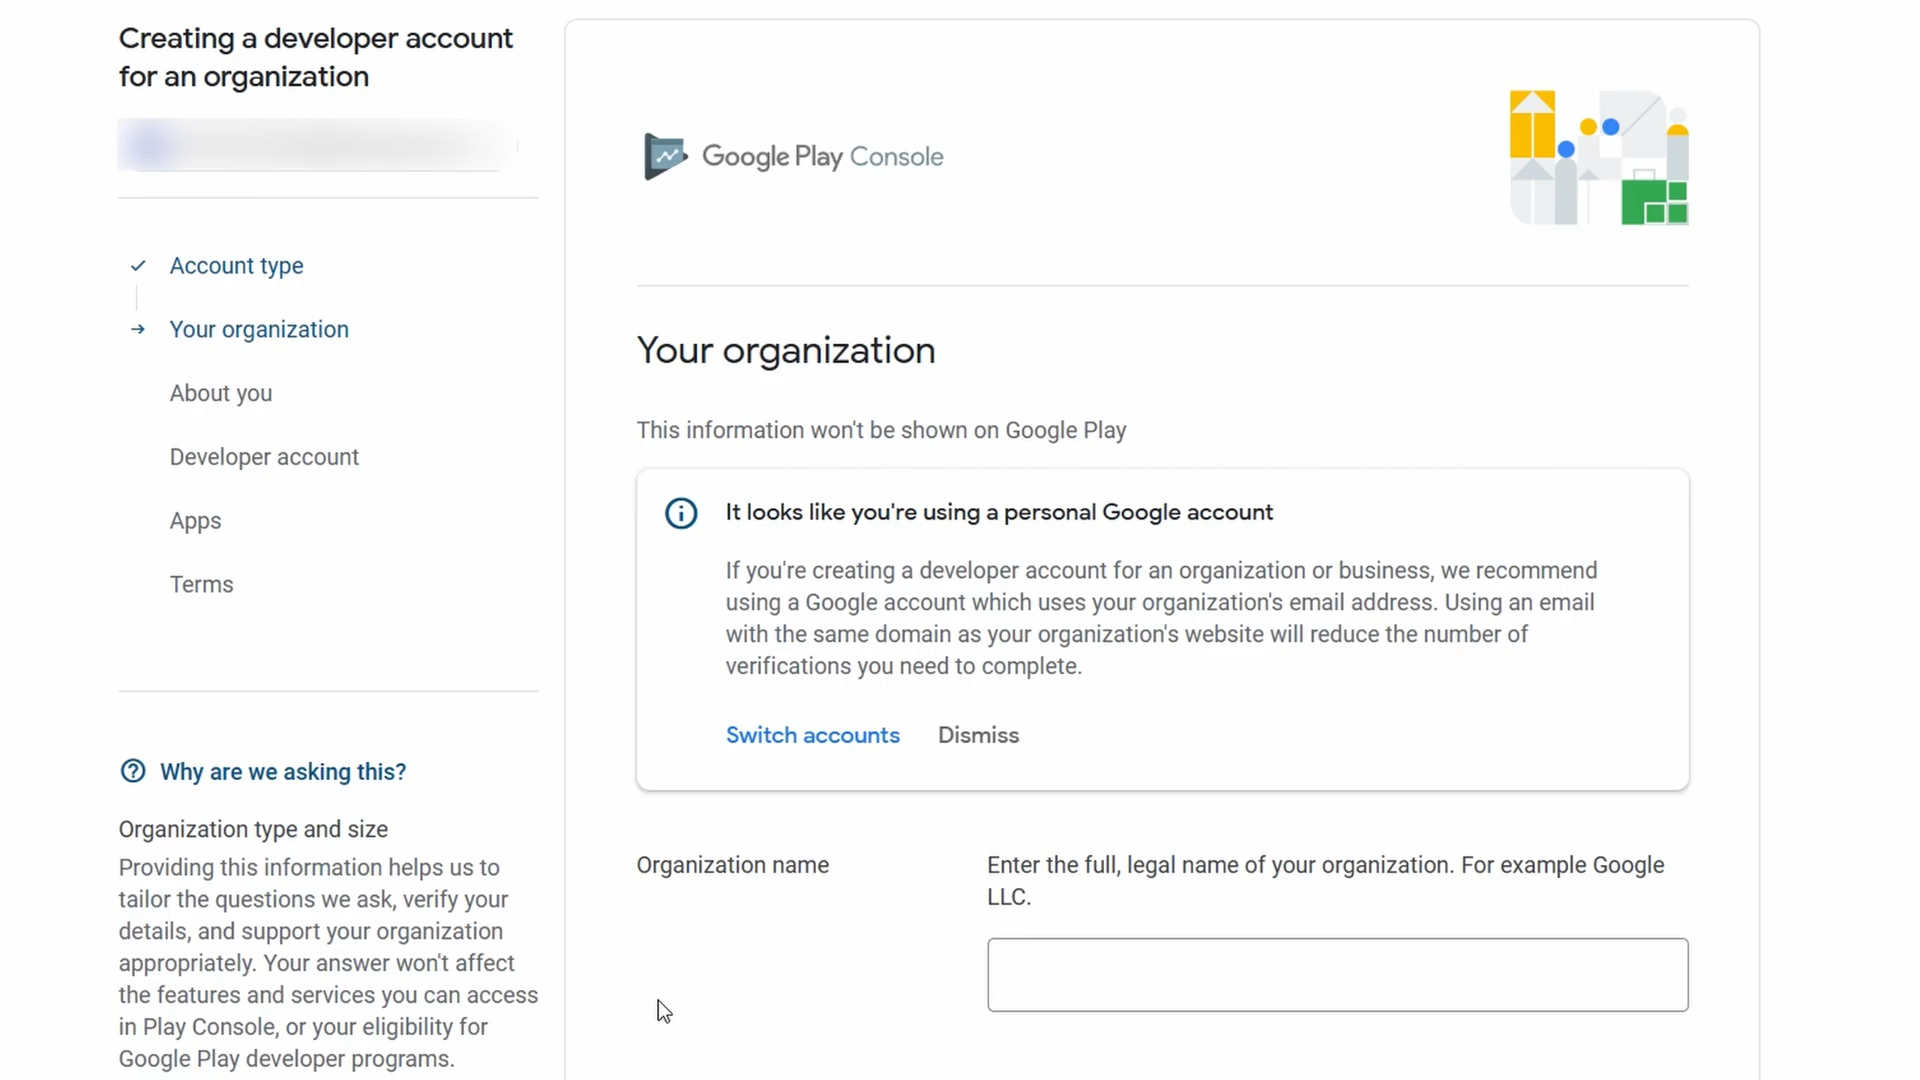 Creating a developer account
for an organization
Account type
Your organization
About you
Developer account
Apps
Terms
Why are we asking this?
Organization type and size
Providing this information helps us to
tailor the questions we ask, verify your
details, and support your organization
appropriately. Your answer won't affect
the features and services you can access
in Play Console, or your eligibility for
Google Play developer programs.
Google Play Console
Your organization
This information won't be shown on Google Play
It looks like you're using a personal Google account
If you're creating a developer account for an organization or business, we recommend
using a Google account which uses your organization's email address. Using an email
with the same domain as your organization's website will reduce the number of
verifications you need to complete.
Switch accounts Dismiss
Organization name
Enter the full, legal name of your organization. For example Google
LLC.